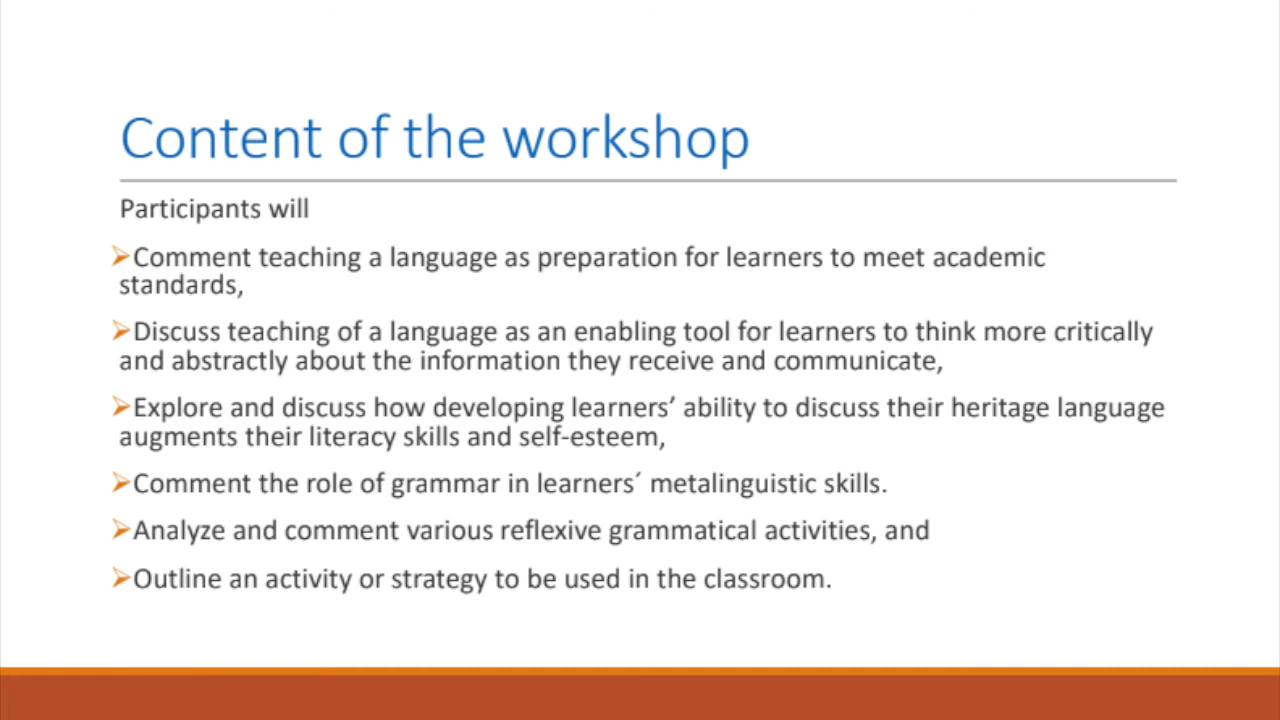 Content of the workshop
Participants will
➢Comment teaching a language as preparation for learners to meet academic
standards,
➢Discuss teaching of a language as an enabling tool for learners to think more critically
and abstractly about the information they receive and communicate,
➢Explore and discuss how developing learners’ ability to discuss their heritage language
augments their literacy skills and self-esteem,
➢Comment the role of grammar in learners´ metalinguistic skills.
➢Analyze and comment various reflexive grammatical activities, and
➢Outline an activity or strategy to be used in the classroom.